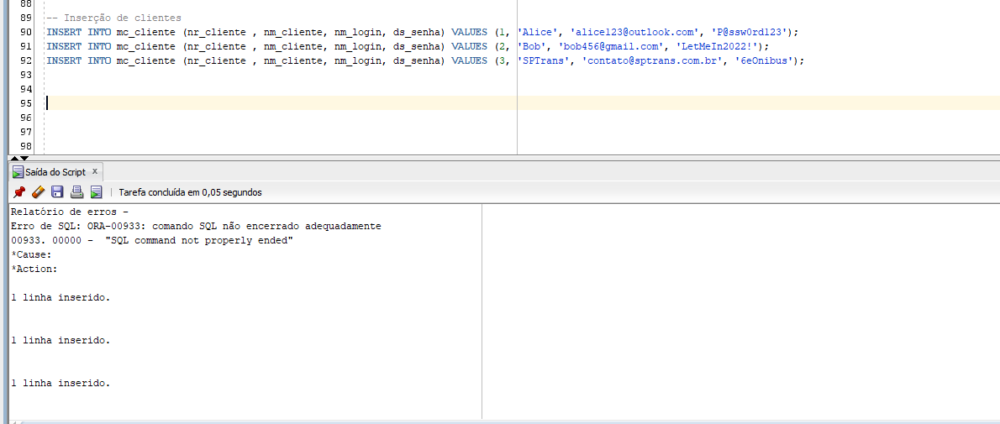 88
89 -- Inserção de clientes
90 INSERT INTO mc_cliente (nr_cliente , nm_cliente, nm_login, ds_senha) VALUES (1, 'Alice', 'alice123@outlook.com', 'P@ssw0rd123');
91 INSERT INTO mc_cliente (nr_cliente , nm_cliente, nm_login, ds_senha) VALUES (2, 'Bob', 'bob456@gmail.com', 'LetMeIn2022!');
92 INSERT INTO mc_cliente (nr_cliente , nm_cliente, nm_login, ds_senha) VALUES (3, 'SPTrans', 'contato@sptrans.com.br', '6eOnibus');
93
94
95
96
97
98
Saída do Script x
Tarefa concluída em 0,05 segundos
Relatório de erros -
Erro de SQL: ORA-00933: comando SQL não encerrado adequadamente
00933. 00000 -  "SQL command not properly ended"
*Cause:
*Action:
1 linha inserido.
1 linha inserido.
1 linha inserido.